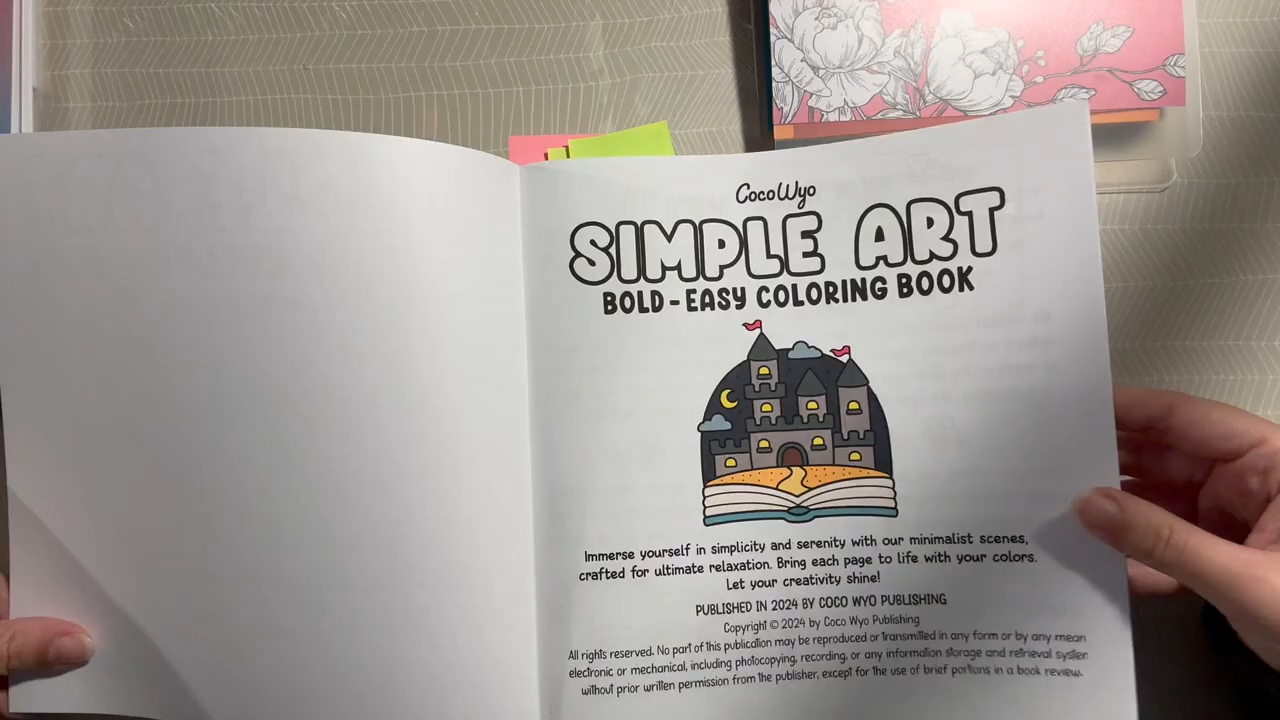 Coco Wyo
SIMPLE ART
BOLD-EASY COLORING BOOK
Immerse yourself in simplicity and serenity with our minimalist scenes,
crafted for ultimate relaxation. Bring each page to life with your colors.
Let your creativity shine!
PUBLISHED IN 2024 BY COCO WYO PUBLISHING
Copyright © 2024 by Coco Wyo Publishing
All rights reserved. No part of this publication may be reproduced or transmitted in any form or by any mean
electronic or mechanical, including photocopying, recording, or any information storage and retrieval system
without prior written permission from the publisher, except for the use of brief portions in a book review.